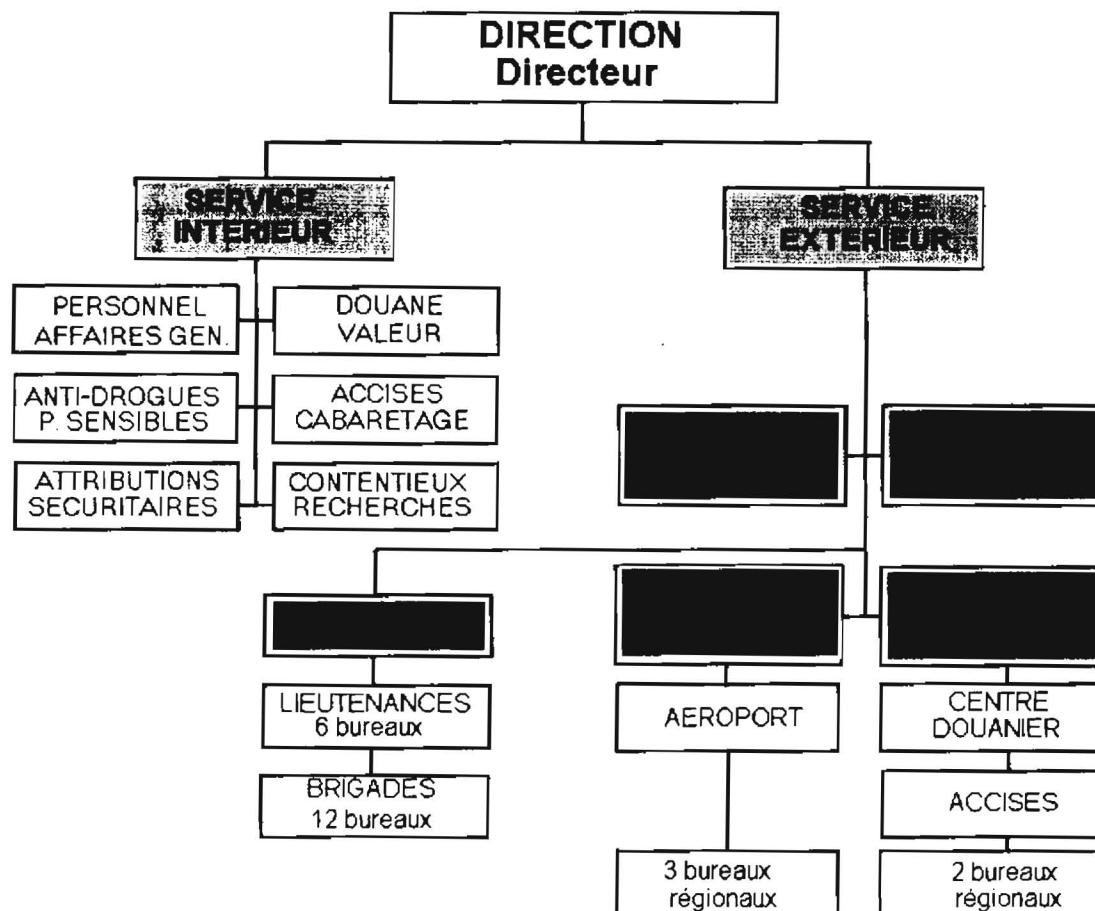 DIRECTION
Directeur
SERVICE
INTERIEUR
SERVICE
EXTERIEUR
PERSONNEL
AFFAIRES GEN.
DOUANE
VALEUR
ANTI-DROGUES
P. SENSIBLES
ACCISES
CABARETAGE
ATTRIBUTIONS
SECURITAIRES
CONTENTIEUX
RECHERCHES
LIEUTENANCES
6 bureaux
BRIGADES
12 bureaux
AEROPORT
3 bureaux
régionaux
CENTRE
DOUANIER
ACCISES
2 bureaux
régionaux